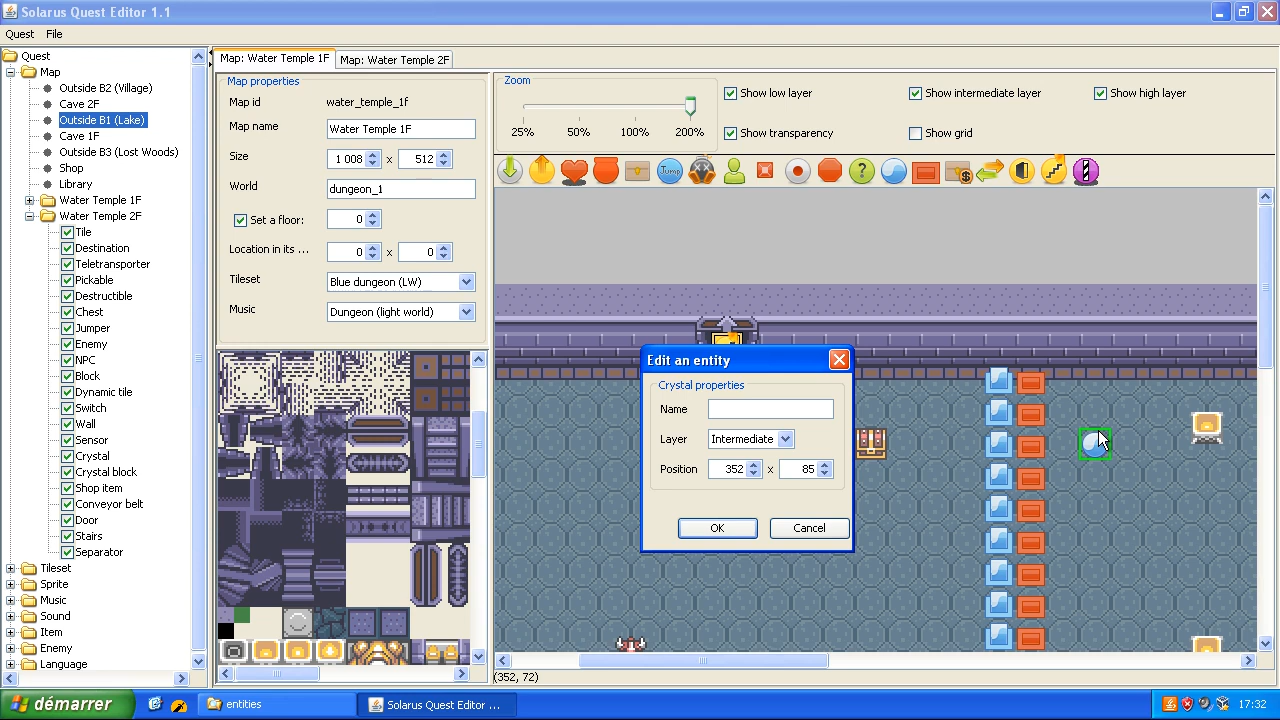 Solarus Quest Editor 1.1
Quest File
Quest
Map
Outside B2 (Village)
Cave 2F
Outside B1 (Lake)
Cave 1F
Outside B3 (Lost Woods)
Shop
Library
Water Temple 1F
Water Temple 2F
Tile
Destination
Teletransporter
Pickable
Destructible
Chest
Jumper
Enemy
NPC
Block
Dynamic tile
Switch
Wall
Sensor
Crystal
Crystal block
Shop item
Conveyor belt
Door
Stairs
Separator
Tileset
Sprite
Music
Sound
Item
Enemy
Language
Map: Water Temple 1F
Map: Water Temple 2F
Map properties
Map id water_temple_1f
Map name Water Temple 1F
Size 1 008 x 512
World dungeon_1
Set a floor: 0
Location in its ... 0 x 0
Tileset Blue dungeon (LW)
Music Dungeon (light world)
Zoom
25% 50% 100% 200%
Show low layer Show intermediate layer Show high layer
Show transparency Show grid
Jump
?
$
Edit an entity
Crystal properties
Name
Layer Intermediate
Position 352 x 85
OK Cancel
(352, 72)
démarrer
entities
Solarus Quest Editor ...
17:32